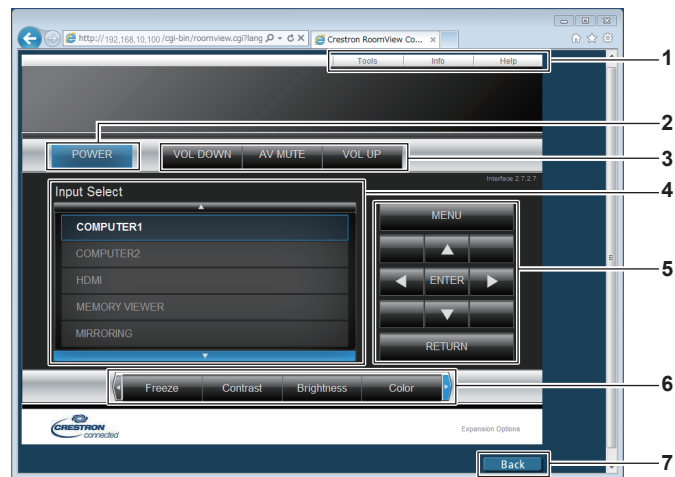 http://192.168.10.100/cgi-bin/roomview.cgi?lang
Crestron RoomView Co...
Tools Info Help
1
2
POWER VOL DOWN AV MUTE VOL UP
3
Interface 2.7.2.7
4
Input Select
COMPUTER1
MENU
COMPUTER2
5
HDMI
ENTER
MEMORY VIEWER
MIRRORING
RETURN
Freeze Contrast Brightness Color
6
CRESTRON
connected
Expansion Options
Back
7